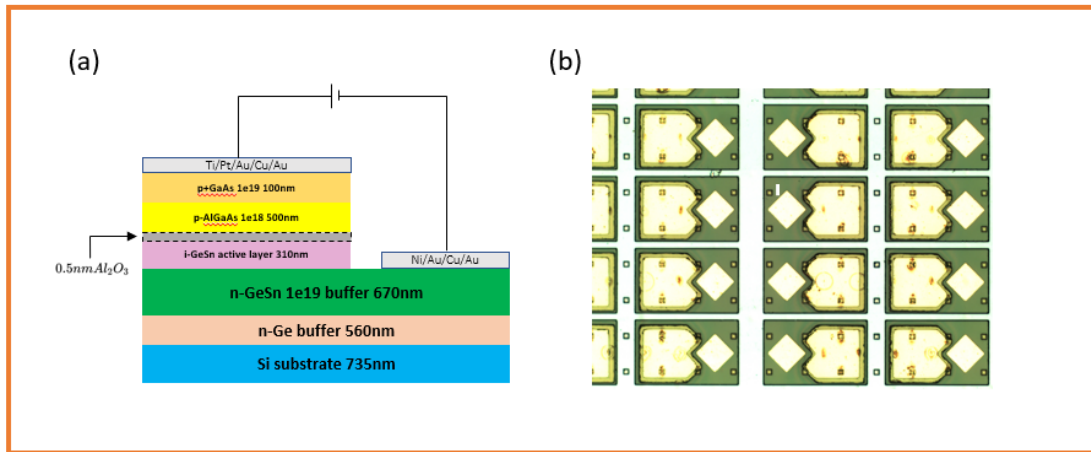 (a)
(b)
Ti/Pt/Au/Cu/Au
p+GaAs 1e19 100nm
p-AlGaAs 1e18 500nm
i-GeSn active layer 310nm
0.5nmAl₂O₃
Ni/Au/Cu/Au
n-GeSn 1e19 buffer 670nm
n-Ge buffer 560nm
Si substrate 735nm